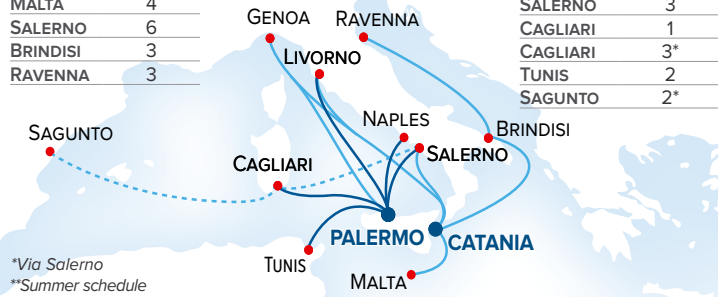 MALTA 4
SALERNO 6
BRINDISI 3
RAVENNA 3
SALERNO 3
CAGLIARI 1
CAGLIARI 3*
TUNIS 2
SAGUNTO 2*
GENOA
RAVENNA
LIVORNO
NAPLES
BRINDISI
SAGUNTO
CAGLIARI
SALERNO
PALERMO
CATANIA
TUNIS
MALTA
*Via Salerno
**Summer schedule